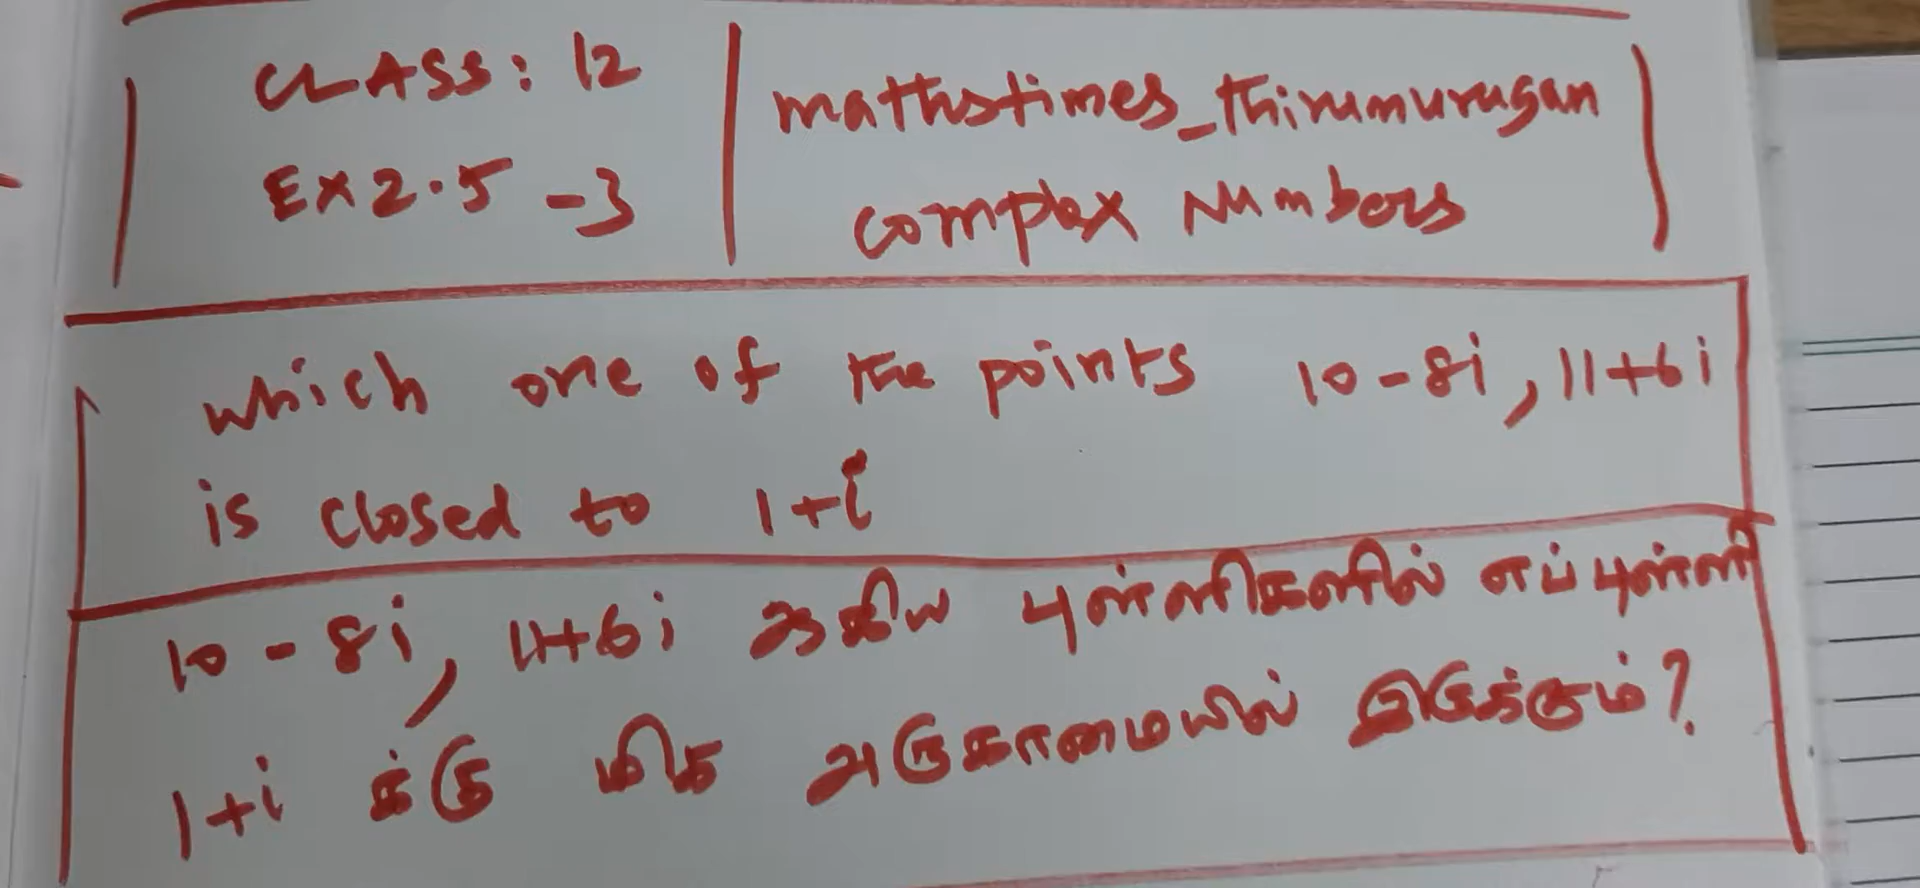 CLASS: 12
EX 2.5 - 3
mathstimes_thirumurugan
complex Numbers
which one of the points 10-8i, 11+6i
is closed to 1+i
10-8i, 11+6i ஆகிய புள்ளிகளில் எப்புள்ளி
1+i க்கு மிக அருகாமையில் இருக்கும்?